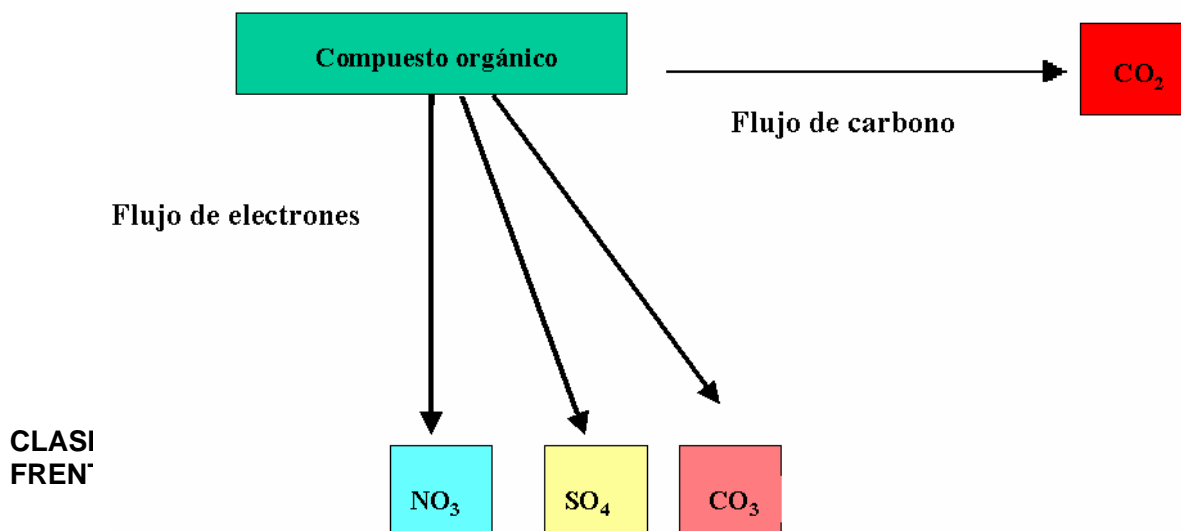 Compuesto orgánico
CO₂
Flujo de carbono
Flujo de electrones
NO₃
SO₄
CO₃